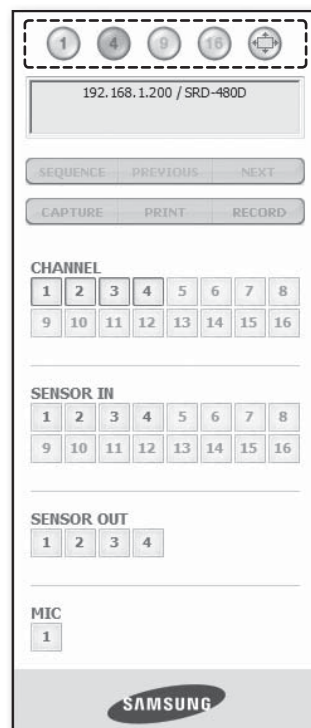 1 4 9 16
192.168.1.200 / SRD-480D
SEQUENCE PREVIOUS NEXT
CAPTURE PRINT RECORD
CHANNEL
1 2 3 4 5 6 7 8
9 10 11 12 13 14 15 16
SENSOR IN
1 2 3 4 5 6 7 8
9 10 11 12 13 14 15 16
SENSOR OUT
1 2 3 4
MIC
1
SAMSUNG